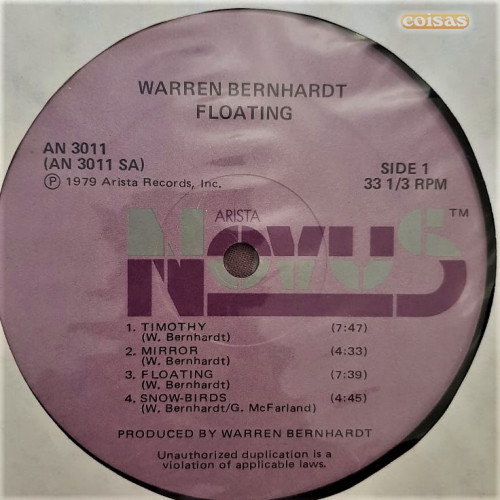 coisas
WARREN BERNHARDT
FLOATING
AN 3011
(AN 3011 SA)
Ⓟ 1979 Arista Records, Inc.
SIDE 1
33 1/3 RPM
ARISTA
NOVUS™
1. TIMOTHY (7:47)
(W. Bernhardt)
2. MIRROR (4:33)
(W. Bernhardt)
3. FLOATING (7:39)
(W. Bernhardt)
4. SNOW-BIRDS (4:45)
(W. Bernhardt/G. McFarland)
PRODUCED BY WARREN BERNHARDT
Unauthorized duplication is a
violation of applicable laws.